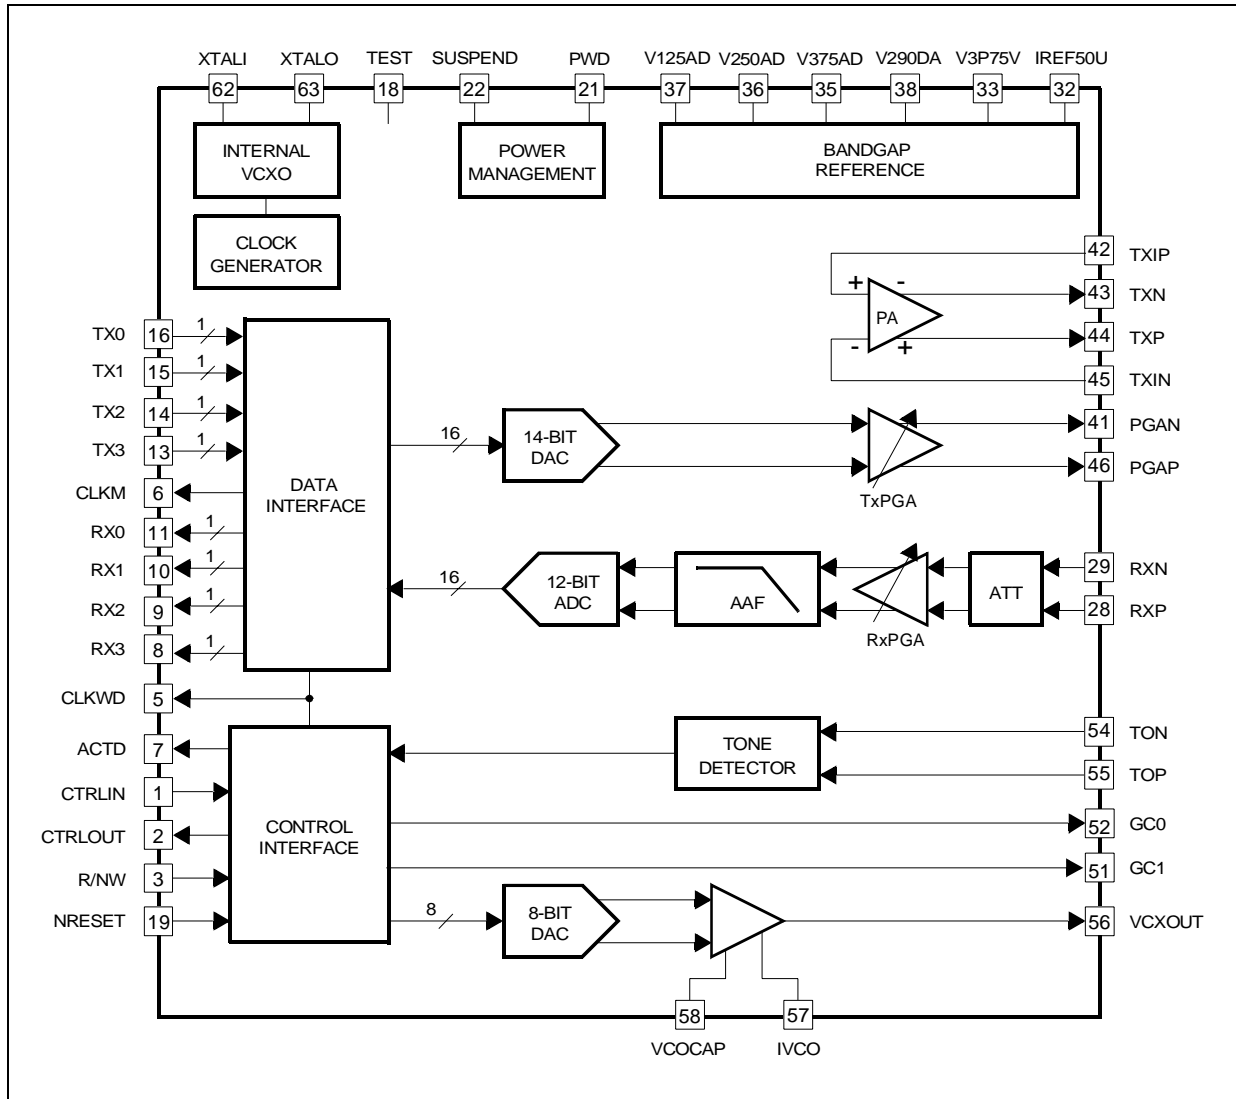 XTALI XTALO TEST SUSPEND PWD V125AD V250AD V375AD V290DA V3P75V IREF50U
62 63 18 22 21 37 36 35 38 33 32
INTERNAL
VCXO
POWER
MANAGEMENT
BANDGAP
REFERENCE
CLOCK
GENERATOR
42 TXIP
+ -
43 TXN
PA
44 TXP
- +
45 TXIN
TX0 16 1
TX1 15 1
TX2 14 1
TX3 13 1
CLKM 6
RX0 11 1
RX1 10 1
RX2 9 1
RX3 8 1
CLKWD 5
DATA
INTERFACE
16
14-BIT
DAC
TxPGA
41 PGAN
46 PGAP
16
12-BIT
ADC
AAF
RxPGA
ATT
29 RXN
28 RXP
ACTD 7
CTRLIN 1
CTRLOUT 2
R/NW 3
NRESET 19
CONTROL
INTERFACE
TONE
DETECTOR
54 TON
55 TOP
52 GC0
51 GC1
8
8-BIT
DAC
56 VCXOUT
58 57
VCOCAP IVCO